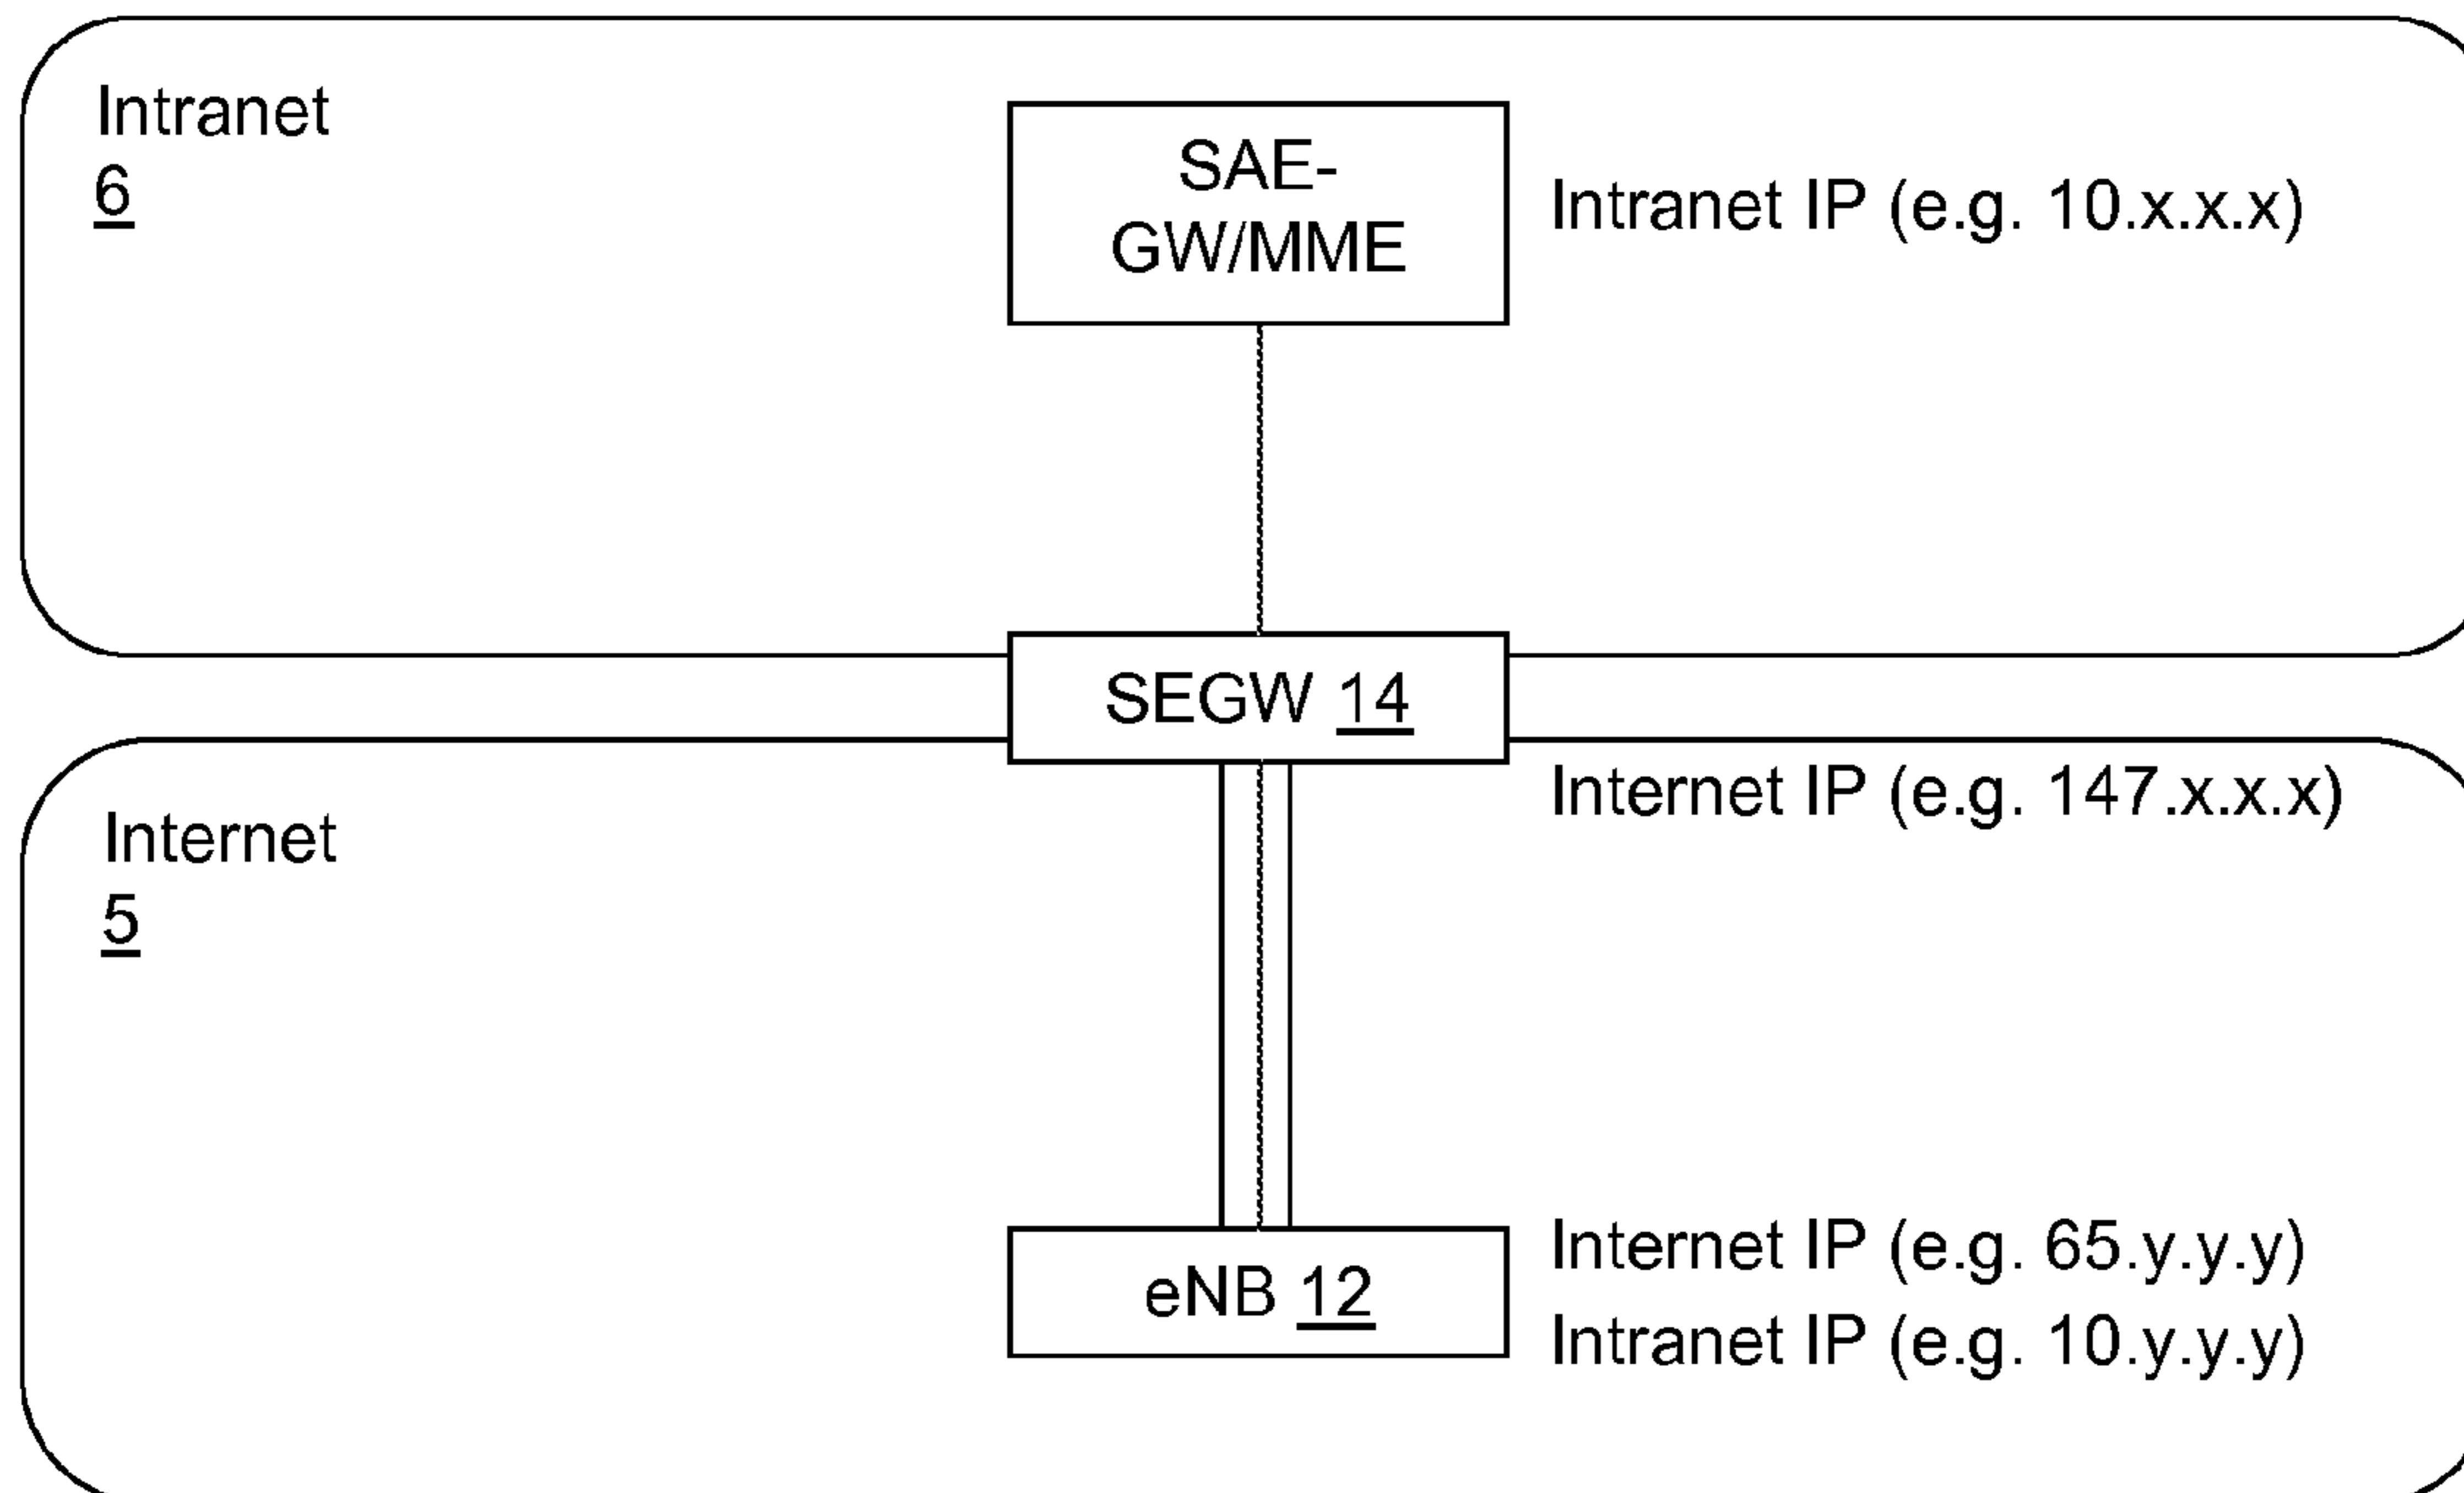 Intranet
6
SAE-
GW/MME
Intranet IP (e.g. 10.x.x.x)
SEGW 14
Internet IP (e.g. 147.x.x.x)
Internet
5
Internet IP (e.g. 65.y.y.y)
eNB 12
Intranet IP (e.g. 10.y.y.y)